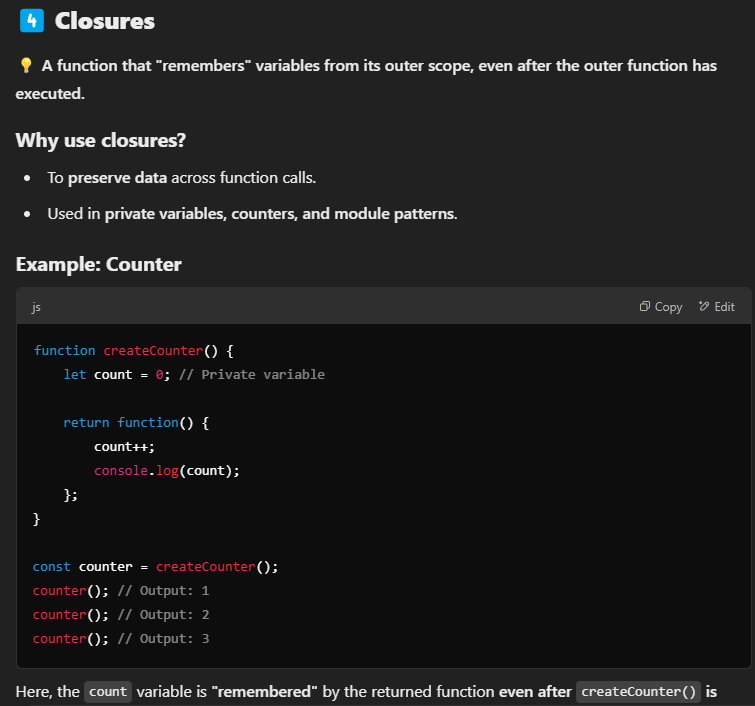 4 Closures
💡 A function that "remembers" variables from its outer scope, even after the outer function has
executed.
Why use closures?
• To preserve data across function calls.
• Used in private variables, counters, and module patterns.
Example: Counter
js Copy Edit
function createCounter() {
    let count = 0; // Private variable
    return function() {
        count++;
        console.log(count);
    };
}
const counter = createCounter();
counter(); // Output: 1
counter(); // Output: 2
counter(); // Output: 3
Here, the count variable is "remembered" by the returned function even after createCounter() is